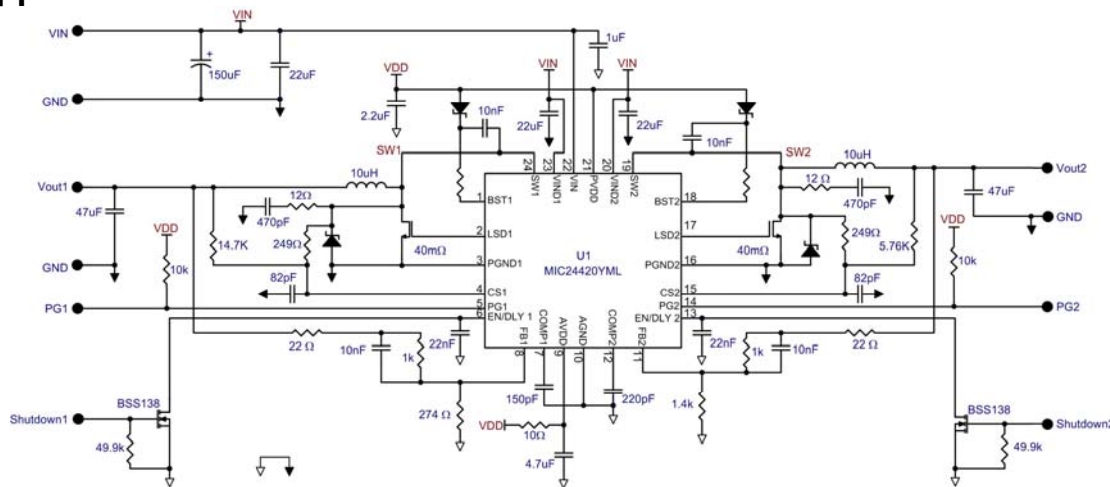 VIN
VIN
1uF
+
150uF
22uF
VDD
VIN
VIN
GND
2.2uF
10nF
22uF
22uF
10nF
SW1
SW2
24
23
22
21
20
19
SW1
VIND1
VIN
PVDD
VIND2
SW2
Vout1
10uH
10uH
Vout2
47uF
12Ω
470pF
1
BST1
BST2
18
12 Ω
470pF
47uF
VDD
14.7K
249Ω
40mΩ
2
LSD1
LSD2
17
40mΩ
249Ω
5.76K
VDD
GND
U1
MIC24420YML
GND
GND
10k
82pF
3
PGND1
PGND2
16
82pF
10k
4
CS1
CS2
15
PG1
5
PG1
PG2
14
PG2
6
EN/DLY 1
EN/DLY 2
13
FB1
COMP1
AVDD
AGND
COMP2
FB2
8
7
9
10
12
11
22 Ω
10nF
1k
22nF
22nF
1k
10nF
22 Ω
150pF
220pF
274 Ω
1.4k
VDD
10Ω
4.7uF
Shutdown1
BSS138
49.9k
BSS138
Shutdown2
49.9k